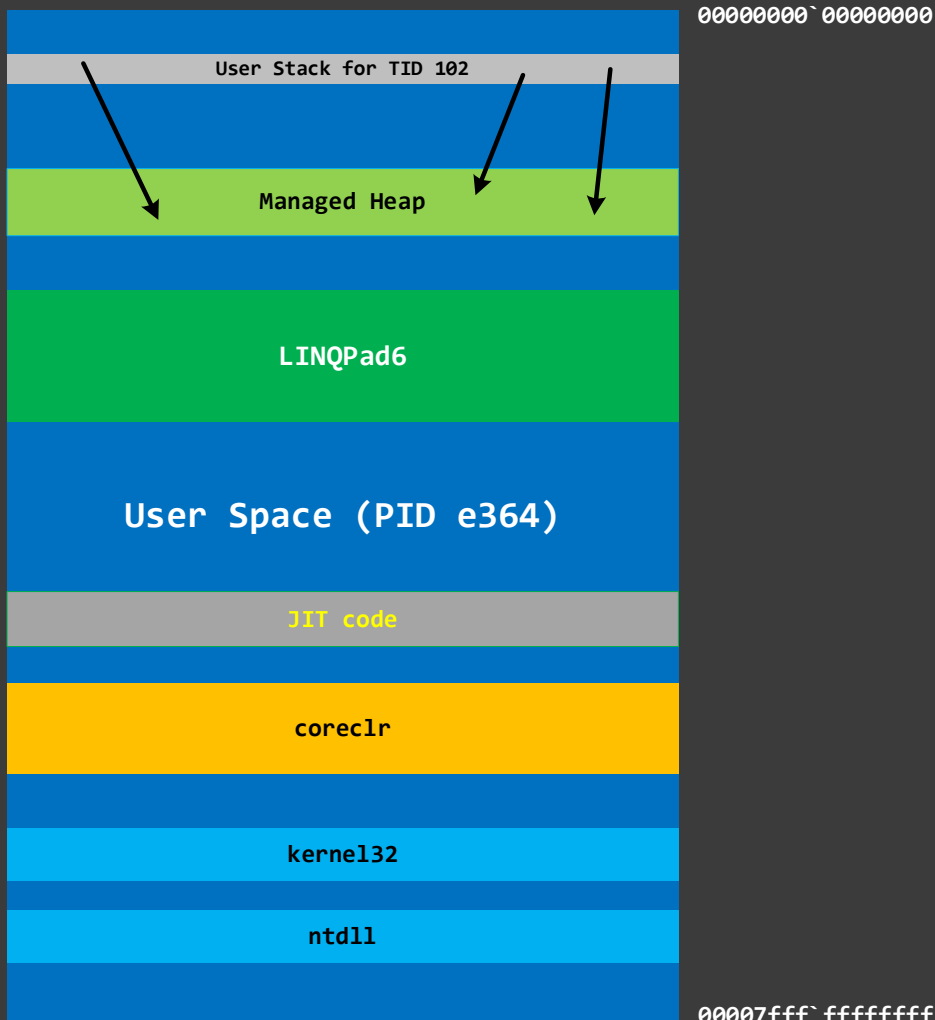 00000000`00000000
User Stack for TID 102
Managed Heap
LINQPad6
User Space (PID e364)
JIT code
coreclr
kernel32
ntdll
00007fff`ffffffff